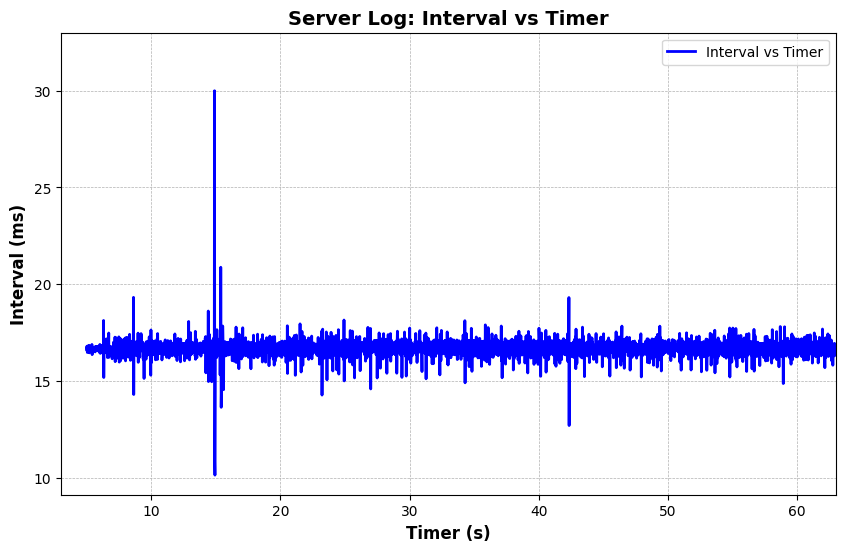 Server Log: Interval vs Timer
Interval vs Timer
Interval (ms)
30
25
20
15
10
10 20 30 40 50 60
Timer (s)